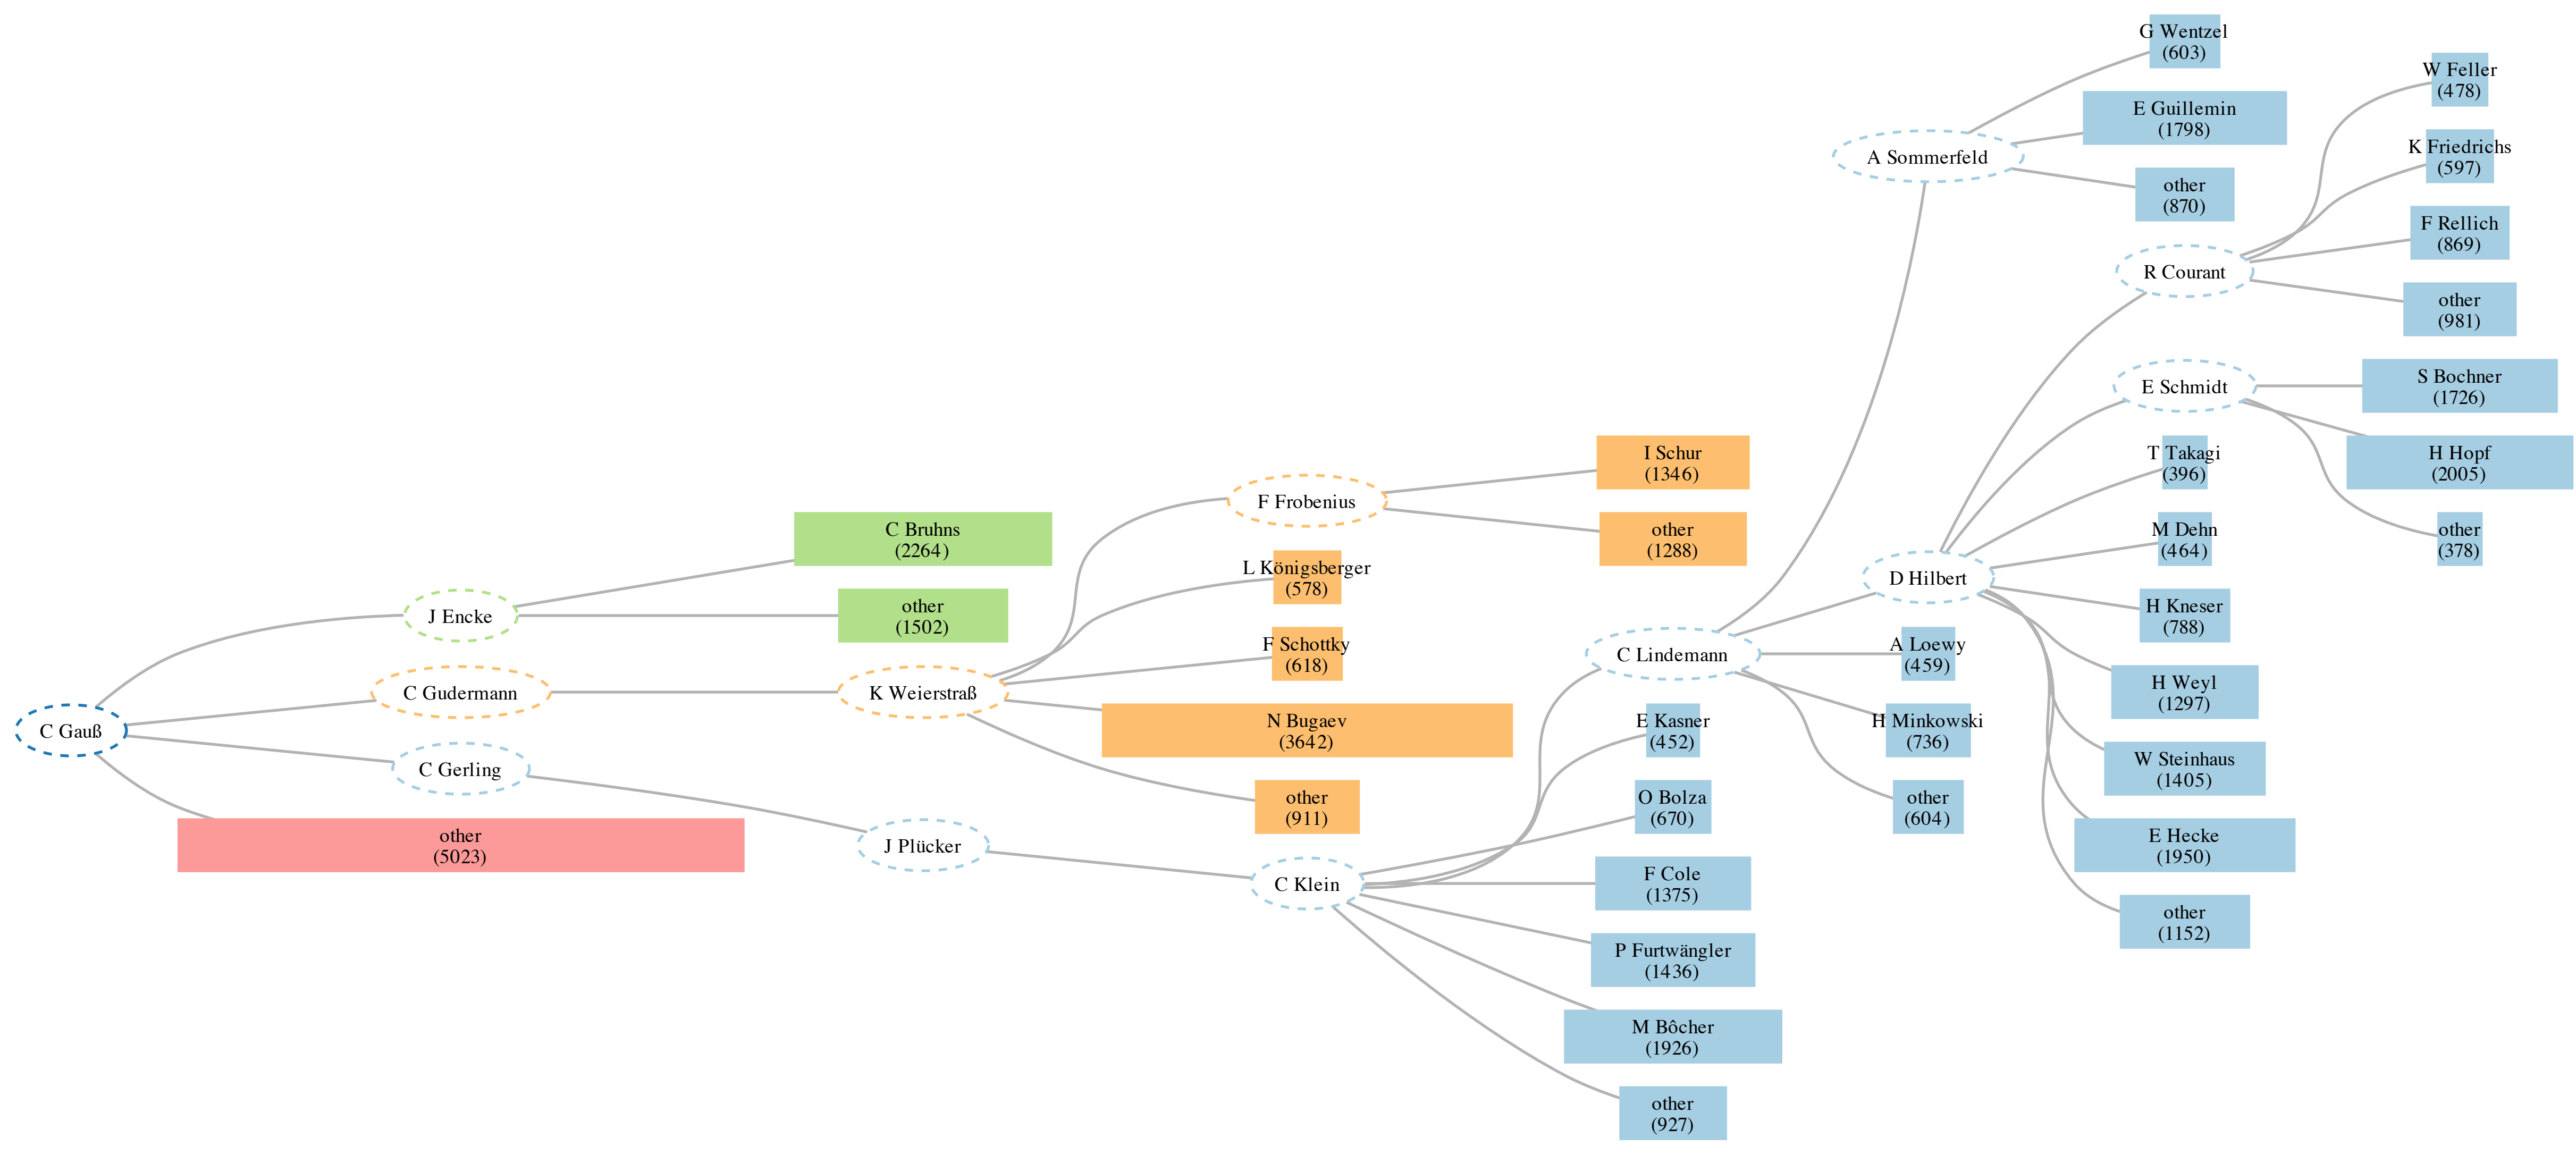 G Wentzel
(603)
W Feller
(478)
E Guillemin
(1798)
K Friedrichs
(597)
A Sommerfeld
other
(870)
F Rellich
(869)
R Courant
other
(981)
E Schmidt
S Bochner
(1726)
I Schur
(1346)
T Takagi
(396)
H Hopf
(2005)
F Frobenius
C Bruhns
(2264)
other
(1288)
M Dehn
(464)
other
(378)
L Königsberger
(578)
D Hilbert
J Encke
other
(1502)
H Kneser
(788)
F Schottky
(618)
C Lindemann
A Loewy
(459)
C Gudermann
K Weierstraß
H Weyl
(1297)
C Gauß
N Bugaev
(3642)
E Kasner
(452)
H Minkowski
(736)
C Gerling
W Steinhaus
(1405)
other
(911)
O Bolza
(670)
other
(604)
other
(5023)
J Plücker
E Hecke
(1950)
C Klein
F Cole
(1375)
other
(1152)
P Furtwängler
(1436)
M Bôcher
(1926)
other
(927)